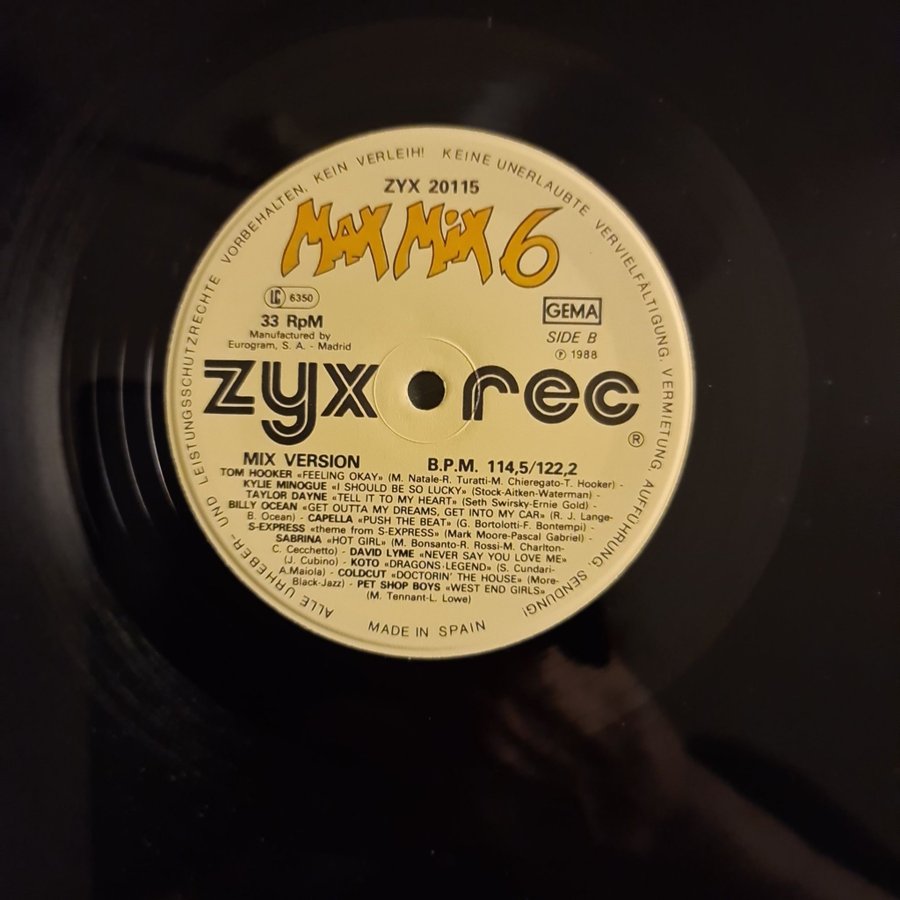 ALLE URHEBER- UND LEISTUNGSSCHUTZRECHTE VORBEHALTEN, KEIN VERLEIH! KEINE UNERLAUBTE VERVIELFÄLTIGUNG, VERMIETUNG, AUFFÜHRUNG, SENDUNG!
ZYX 20115
MAX MIX 6
LC 6350
33 RpM
Manufactured by
Eurogram, S. A. - Madrid
GEMA
SIDE B
℗ 1988
zyx rec
®
MIX VERSION B.P.M. 114,5/122,2
TOM HOOKER «FEELING OKAY» (M. Natale-R. Turatti-M. Chieregato-T. Hooker) -
KYLIE MINOGUE «I SHOULD BE SO LUCKY» (Stock-Aitken-Waterman) -
TAYLOR DAYNE «TELL IT TO MY HEART» (Seth Swirsky-Ernie Gold) -
BILLY OCEAN «GET OUTTA MY DREAMS, GET INTO MY CAR» (R. J. Lange-
B. Ocean) - CAPELLA «PUSH THE BEAT» (G. Bortolotti-F. Bontempi) -
S-EXPRESS «theme from S-EXPRESS» (Mark Moore-Pascal Gabriel) -
SABRINA «HOT GIRL» (M. Bonsanto-R. Rossi-M. Charlton-
C. Cecchetto) - DAVID LYME «NEVER SAY YOU LOVE ME»
(J. Cubino) - KOTO «DRAGONS-LEGEND» (S. Cundari-
A.Maiola) - COLDCUT «DOCTORIN' THE HOUSE» (More-
Black-Jazz) - PET SHOP BOYS «WEST END GIRLS»
(M. Tennant-L. Lowe)
MADE IN SPAIN